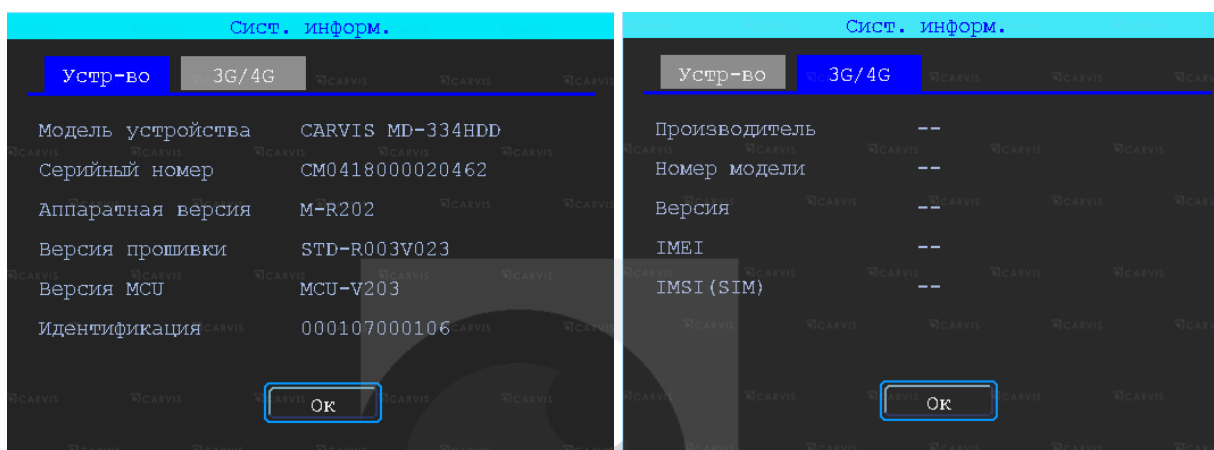 Сист. информ.
Устр-во 3G/4G
Модель устройства CARVIS MD-334HDD
Серийный номер CM0418000020462
Аппаратная версия M-R202
Версия прошивки STD-R003V023
Версия MCU MCU-V203
Идентификация 000107000106
Ок
Сист. информ.
Устр-во 3G/4G
Производитель --
Номер модели --
Версия --
IMEI --
IMSI(SIM) --
Ок
CARVIS